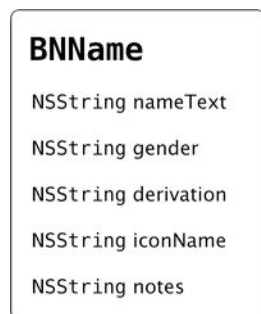 BNName
NSString nameText
NSString gender
NSString derivation
NSString iconName
NSString notes